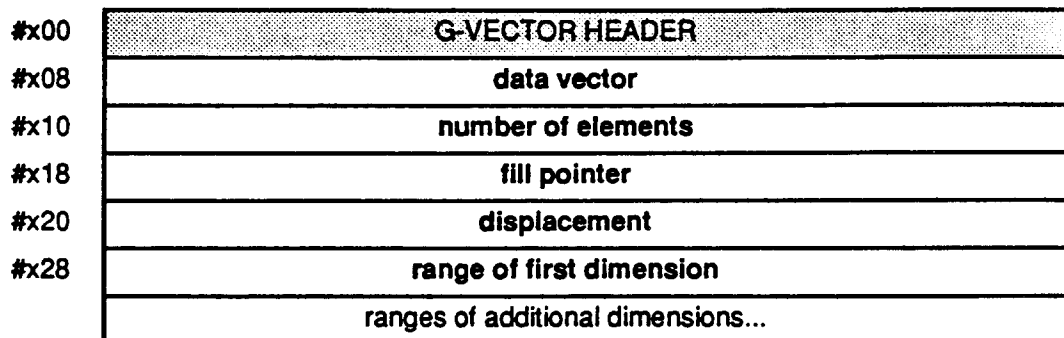 #x00 G-VECTOR HEADER
#x08 data vector
#x10 number of elements
#x18 fill pointer
#x20 displacement
#x28 range of first dimension
ranges of additional dimensions...